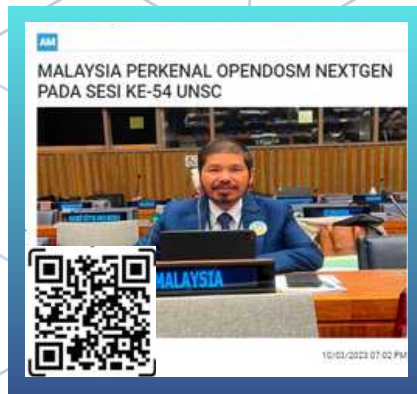 AM
MALAYSIA PERKENAL OPENDOSM NEXTGEN
PADA SESI KE-54 UNSC
MALAYSIA
10/03/2023 07:02 PM